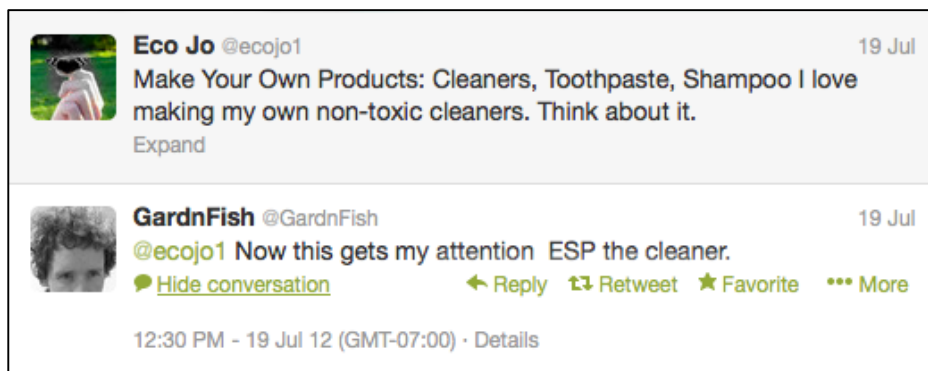 Eco Jo @ecojo1 19 Jul
Make Your Own Products: Cleaners, Toothpaste, Shampoo I love
making my own non-toxic cleaners. Think about it.
Expand
GardnFish @GardnFish 19 Jul
@ecojo1 Now this gets my attention  ESP the cleaner.
Hide conversation Reply Retweet Favorite More
12:30 PM - 19 Jul 12 (GMT-07:00) · Details